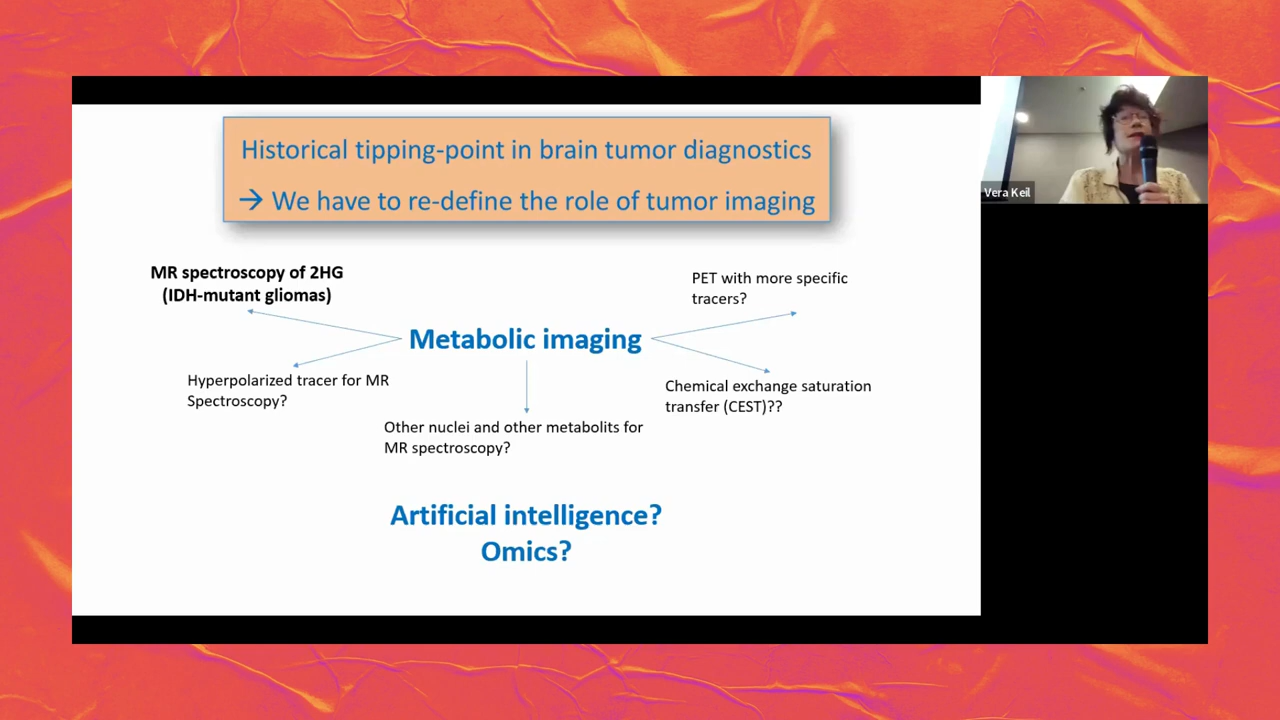 Historical tipping-point in brain tumor diagnostics
→ We have to re-define the role of tumor imaging
Vera Keil
MR spectroscopy of 2HG
(IDH-mutant gliomas)
PET with more specific
tracers?
Metabolic imaging
Hyperpolarized tracer for MR
Spectroscopy?
Chemical exchange saturation
transfer (CEST)??
Other nuclei and other metabolits for
MR spectroscopy?
Artificial intelligence?
Omics?